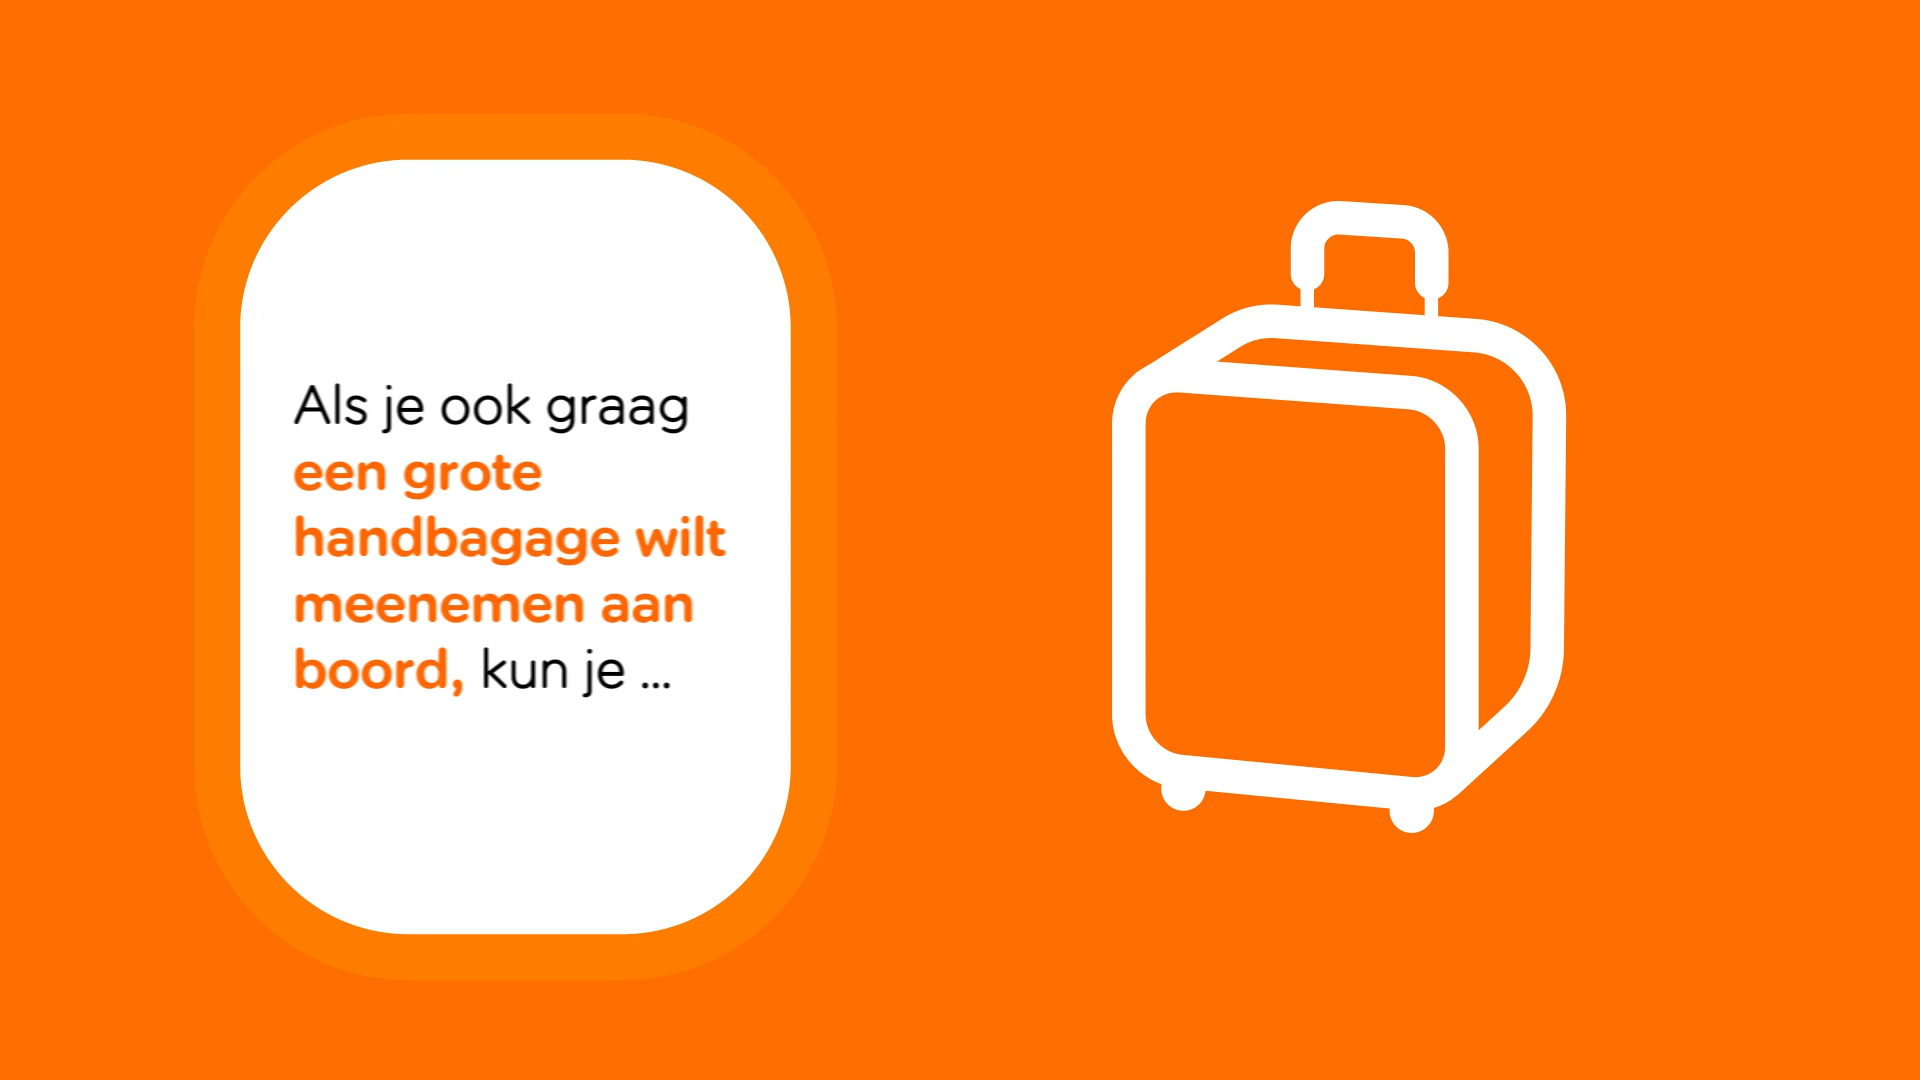 Als je ook graag
een grote
handbagage wilt
meenemen aan
boord, kun je ...